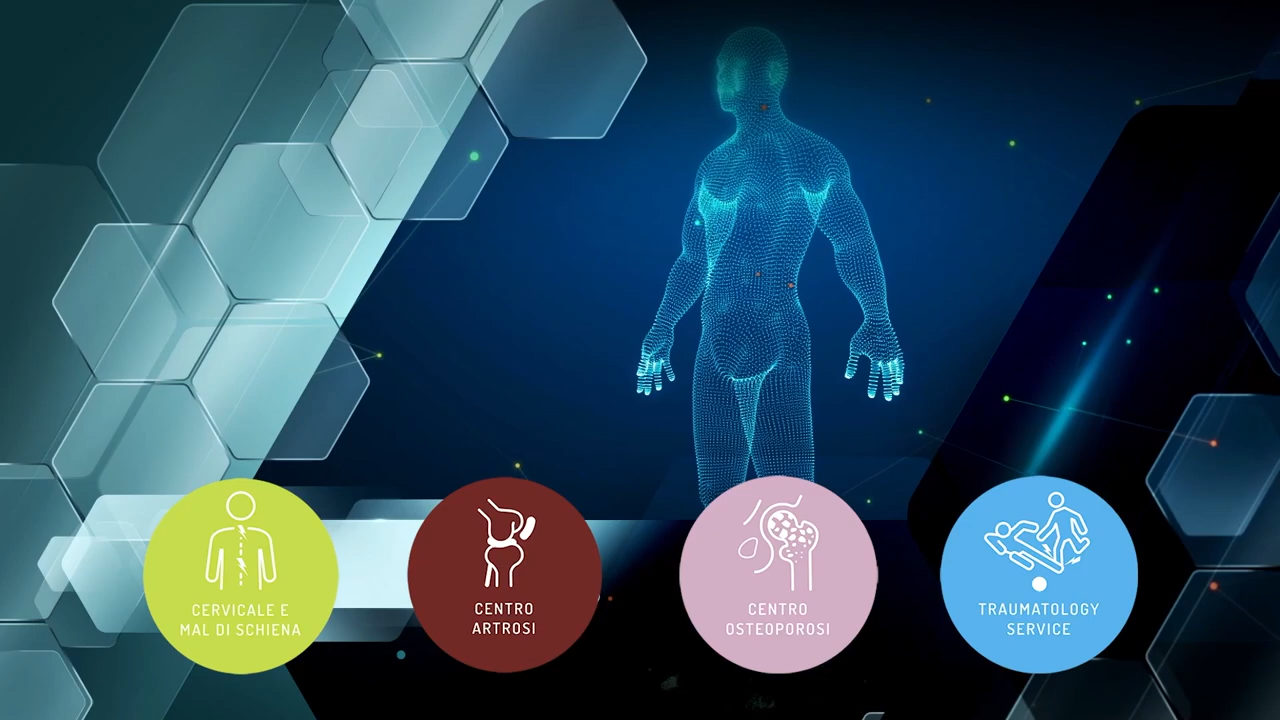 CERVICALE E
MAL DI SCHIENA
CENTRO
ARTROSI
CENTRO
OSTEOPOROSI
TRAUMATOLOGY
SERVICE